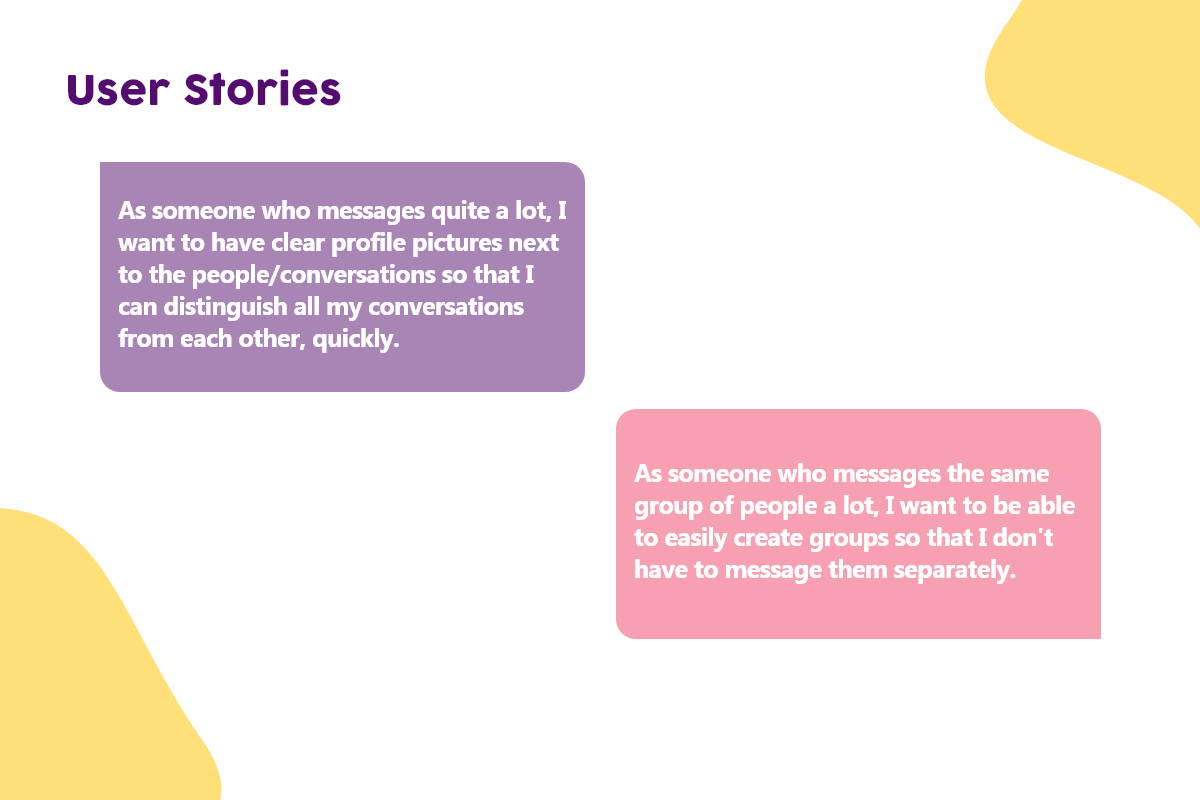 User Stories
As someone who messages quite a lot, I
want to have clear profile pictures next
to the people/conversations so that I
can distinguish all my conversations
from each other, quickly.
As someone who messages the same
group of people a lot, I want to be able
to easily create groups so that I don't
have to message them separately.